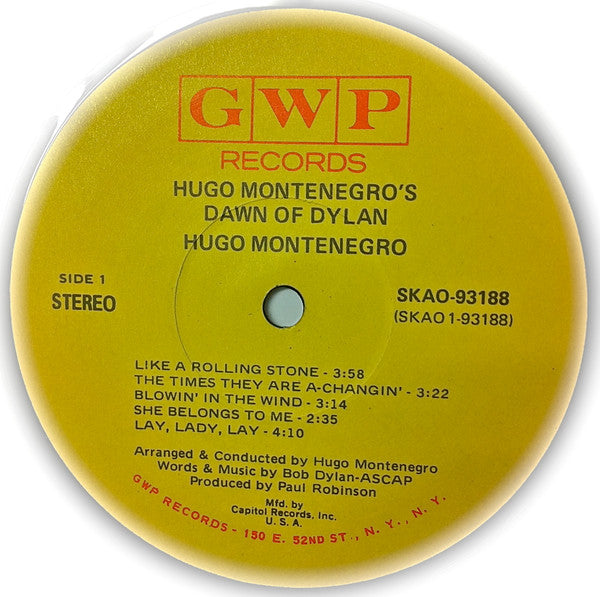 GWP
RECORDS
HUGO MONTENEGRO'S
DAWN OF DYLAN
HUGO MONTENEGRO
SIDE 1
STEREO
SKAO-93188
(SKAO 1-93188)
LIKE A ROLLING STONE - 3:58
THE TIMES THEY ARE A-CHANGIN' - 3:22
BLOWIN' IN THE WIND - 3:14
SHE BELONGS TO ME - 2:35
LAY, LADY, LAY - 4:10
Arranged & Conducted by Hugo Montenegro
Words & Music by Bob Dylan-ASCAP
Produced by Paul Robinson
Mfd. by
Capitol Records, Inc.
U. S. A.
GWP RECORDS - 150 E. 52ND ST., N. Y., N. Y.